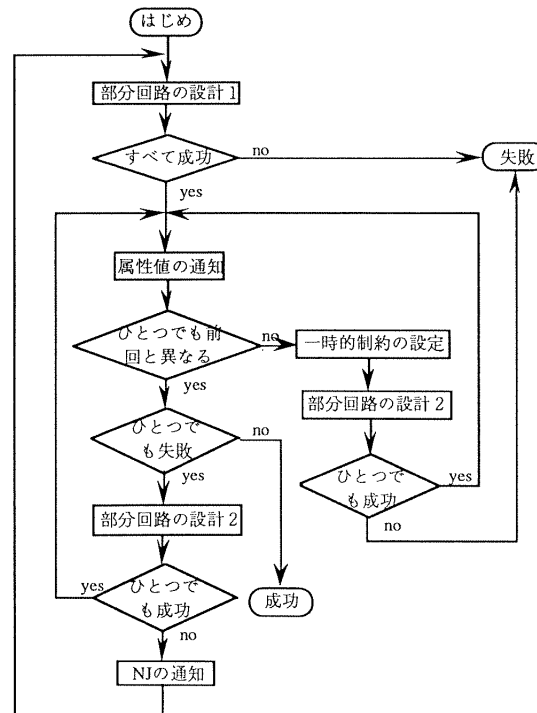 はじめ
部分回路の設計1
すべて成功
no
失敗
yes
属性値の通知
ひとつでも前
回と異なる
no
一時的制約の設定
yes
部分回路の設計2
ひとつで
も失敗
no
ひとつで
も成功
yes
yes
no
部分回路の設計2
yes
ひとつで
も成功
成功
no
NJの通知